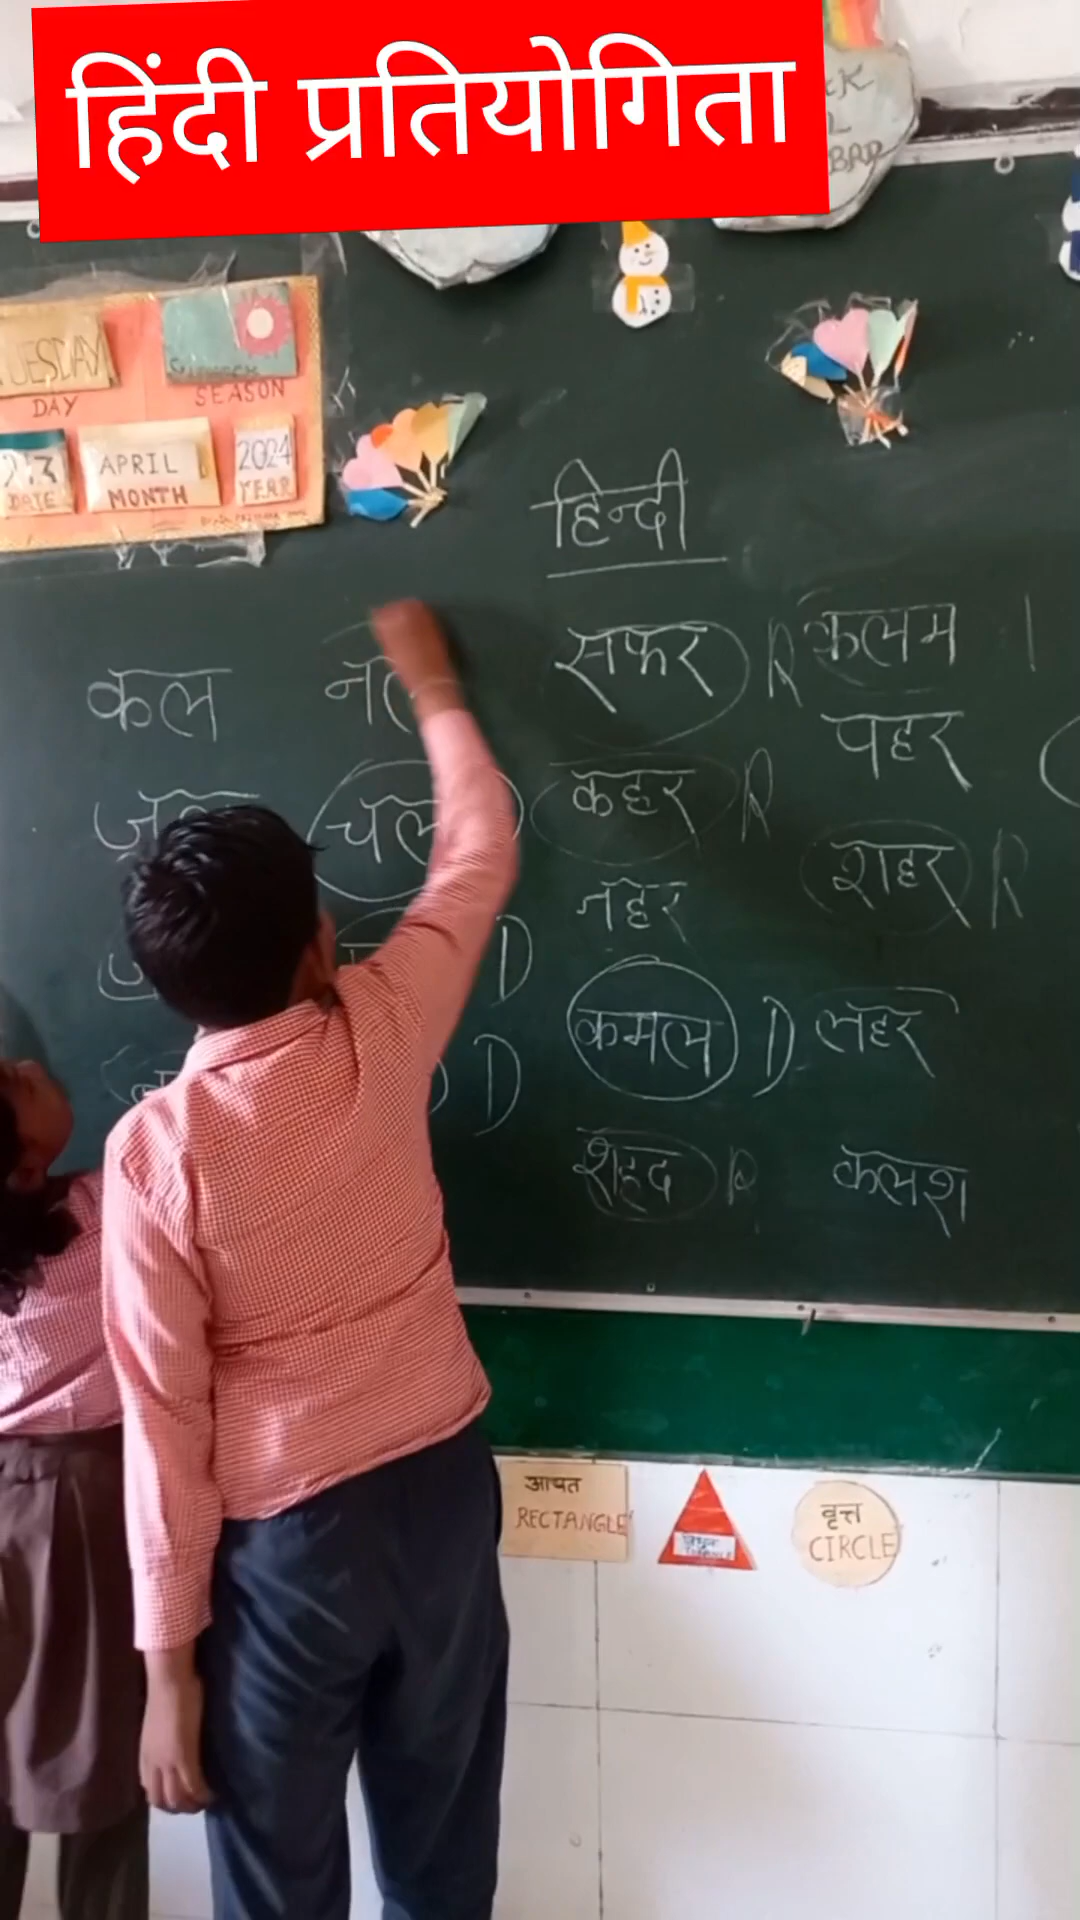 हिंदी प्रतियोगिता
TUESDAY
DAY
SEASON
23
DATE
APRIL
MONTH
2024
YEAR
हिन्दी
कल
सफर R कलम
पहर
चल कहर R
शहर R
नहर
D
कमल D लहर
D
शहद R कलश
आयत
RECTANGLE
वृत्त
CIRCLE